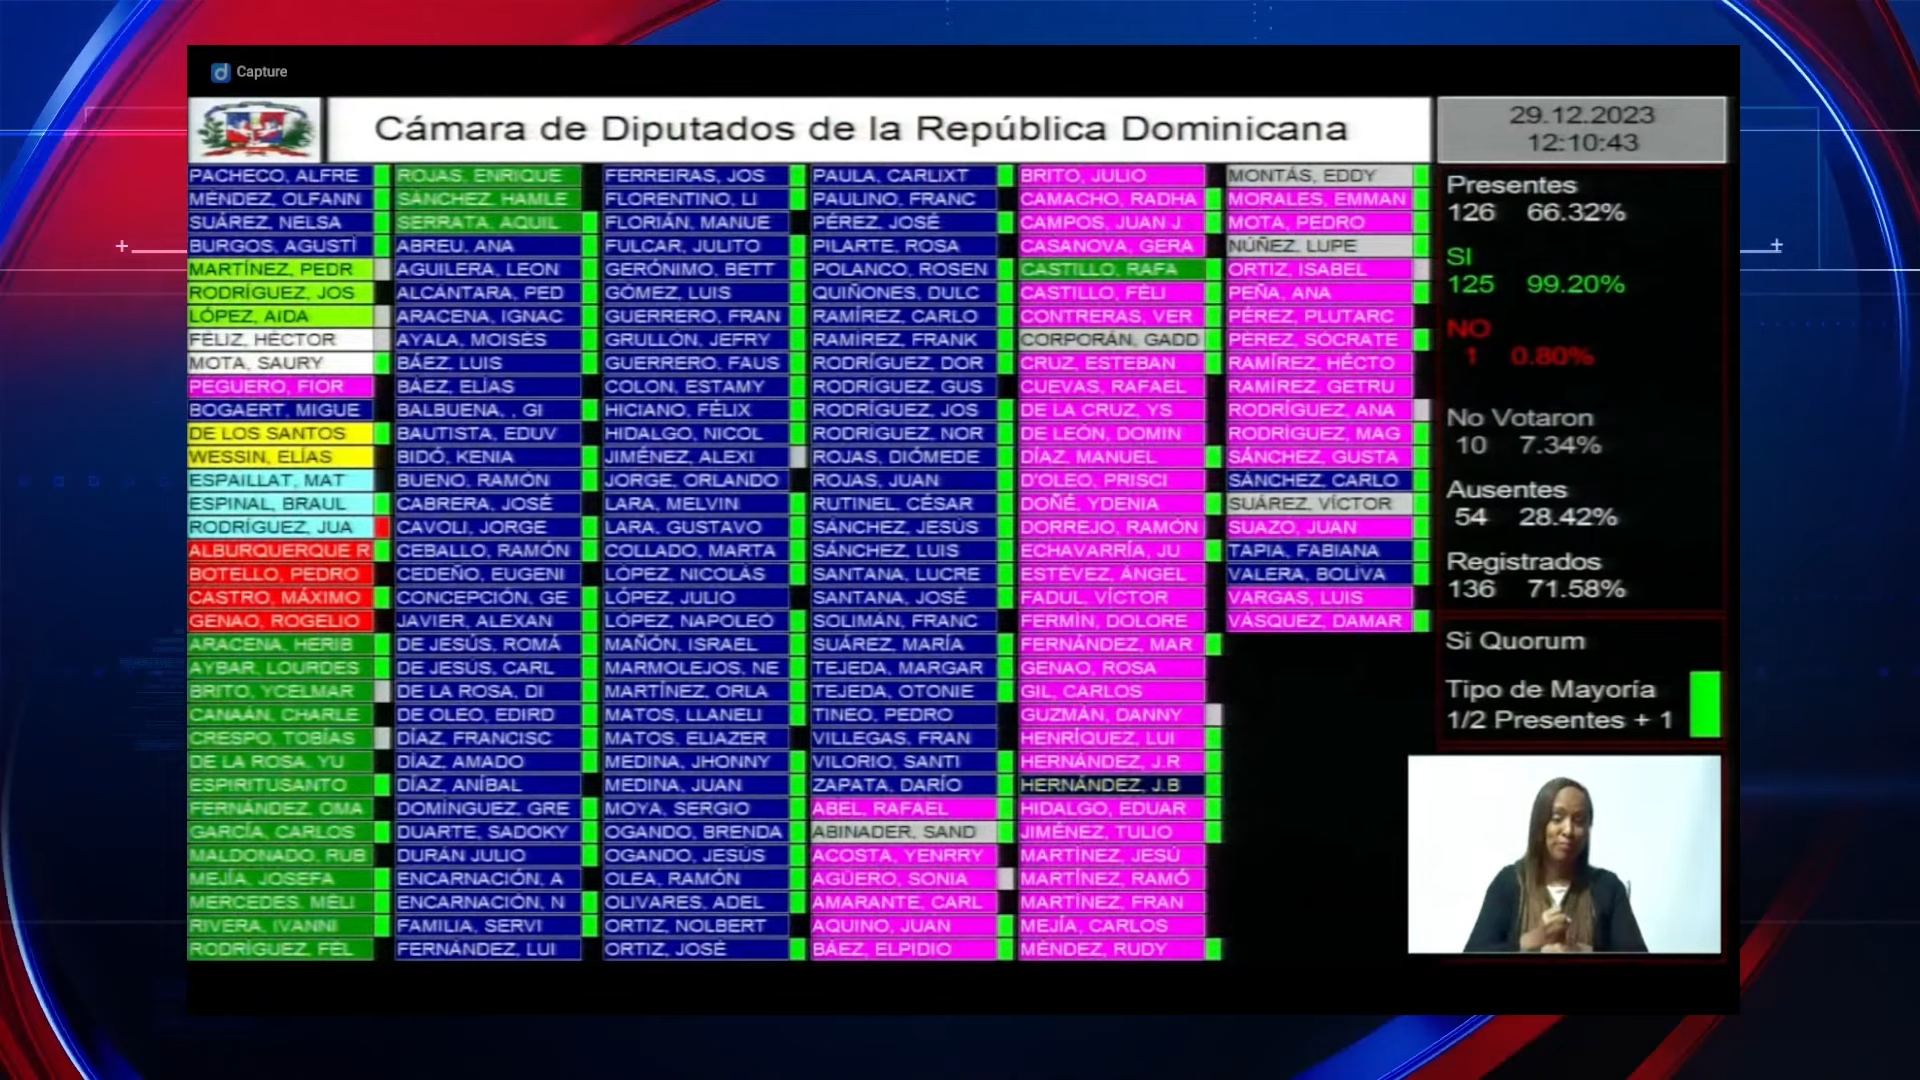 Capture
Cámara de Diputados de la República Dominicana
29.12.2023
12:10:43
PACHECO, ALFRE
MÉNDEZ, OLFANN
SUÁREZ, NELSA
BURGOS, AGUSTÍ
MARTÍNEZ, PEDR
RODRÍGUEZ, JOS
LÓPEZ, AIDA
FÉLIZ, HÉCTOR
MOTA, SAURY
PEGUERO, FIOR
BOGAERT, MIGUE
DE LOS SANTOS
WESSIN, ELÍAS
ESPAILLAT, MAT
ESPINAL, BRAUL
RODRÍGUEZ, JUA
ALBURQUERQUE R
BOTELLO, PEDRO
CASTRO, MÁXIMO
GENAO, ROGELIO
ARACENA, HERIB
AYBAR, LOURDES
BRITO, YCELMAR
CANAÁN, CHARLE
CRESPO, TOBÍAS
DE LA ROSA, YU
ESPIRITUSANTO
FERNÁNDEZ, OMA
GARCÍA, CARLOS
MALDONADO, RUB
MEJÍA, JOSEFA
MERCEDES, MÉLI
RIVERA, IVANNI
RODRÍGUEZ, FÉL
ROJAS, ENRIQUE
SÁNCHEZ, HAMLE
SERRATA, AQUIL
ABREU, ANA
AGUILERA, LEON
ALCÁNTARA, PED
ARACENA, IGNAC
AYALA, MOISÉS
BÁEZ, LUIS
BÁEZ, ELÍAS
BALBUENA, , GI
BAUTISTA, EDUV
BIDÓ, KENIA
BUENO, RAMÓN
CABRERA, JOSÉ
CAVOLI, JORGE
CEBALLO, RAMÓN
CEDEÑO, EUGENI
CONCEPCIÓN, GE
JAVIER, ALEXAN
DE JESÚS, ROMÁ
DE JESÚS, CARL
DE LA ROSA, DI
DE OLEO, EDIRD
DÍAZ, FRANCISC
DÍAZ, AMADO
DÍAZ, ANÍBAL
DOMÍNGUEZ, GRE
DUARTE, SADOKY
DURÁN JULIO
ENCARNACIÓN, A
ENCARNACIÓN, N
FAMILIA, SERVI
FERNÁNDEZ, LUI
FERREIRAS, JOS
FLORENTINO, LI
FLORIÁN, MANUE
FULCAR, JULITO
GERÓNIMO, BETT
GÓMEZ, LUIS
GUERRERO, FRAN
GRULLÓN, JEFRY
GUERRERO, FAUS
COLON, ESTAMY
HICIANO, FÉLIX
HIDALGO, NICOL
JIMÉNEZ, ALEXI
JORGE, ORLANDO
LARA, MELVIN
LARA, GUSTAVO
COLLADO, MARTA
LÓPEZ, NICOLÁS
LÓPEZ, JULIO
LÓPEZ, NAPOLEÓ
MAÑÓN, ISRAEL
MARMOLEJOS, NE
MARTÍNEZ, ORLA
MATOS, LLANELI
MATOS, ELIAZER
MEDINA, JHONNY
MEDINA, JUAN
MOYA, SERGIO
OGANDO, BRENDA
OGANDO, JESÚS
OLEA, RAMÓN
OLIVARES, ADEL
ORTIZ, NOLBERT
ORTIZ, JOSÉ
PAULA, CARLIXT
PAULINO, FRANC
PÉREZ, JOSÉ
PILARTE, ROSA
POLANCO, ROSEN
QUIÑONES, DULC
RAMÍREZ, CARLO
RAMÍREZ, FRANK
RODRÍGUEZ, DOR
RODRÍGUEZ, GUS
RODRÍGUEZ, JOS
RODRÍGUEZ, NOR
ROJAS, DIÓMEDE
ROJAS, JUAN
RUTINEL, CÉSAR
SÁNCHEZ, JESÚS
SÁNCHEZ, LUIS
SANTANA, LUCRE
SANTANA, JOSÉ
SOLIMÁN, FRANC
SUÁREZ, MARÍA
TEJEDA, MARGAR
TEJEDA, OTONIE
TINEO, PEDRO
VILLEGAS, FRAN
VILORIO, SANTI
ZAPATA, DARÍO
ABEL, RAFAEL
ABINADER, SAND
ACOSTA, YENRRY
AGÜERO, SONIA
AMARANTE, CARL
AQUINO, JUAN
BÁEZ, ELPIDIO
BRITO, JULIO
CAMACHO, RADHA
CAMPOS, JUAN J
CASANOVA, GERA
CASTILLO, RAFA
CASTILLO, FÉLI
CONTRERAS, VER
CORPORÁN, GADD
CRUZ, ESTEBAN
CUEVAS, RAFAEL
DE LA CRUZ, YS
DE LEÓN, DOMIN
DÍAZ, MANUEL
D'OLEO, PRISCI
DOÑÉ, YDENIA
DORREJO, RAMÓN
ECHAVARRÍA, JU
ESTÉVEZ, ÁNGEL
FADUL, VÍCTOR
FERMÍN, DOLORE
FERNÁNDEZ, MAR
GENAO, ROSA
GIL, CARLOS
GUZMÁN, DANNY
HENRÍQUEZ, LUI
HERNÁNDEZ, J.R
HERNÁNDEZ, J.B
HIDALGO, EDUAR
JIMÉNEZ, TULIO
MARTÍNEZ, JESÚ
MARTÍNEZ, RAMÓ
MARTÍNEZ, FRAN
MEJÍA, CARLOS
MÉNDEZ, RUDY
MONTÁS, EDDY
MORALES, EMMAN
MOTA, PEDRO
NÚÑEZ, LUPE
ORTIZ, ISABEL
PEÑA, ANA
PÉREZ, PLUTARC
PÉREZ, SÓCRATE
RAMÍREZ, HÉCTO
RAMÍREZ, GETRU
RODRÍGUEZ, ANA
RODRÍGUEZ, MAG
SÁNCHEZ, GUSTA
SÁNCHEZ, CARLO
SUÁREZ, VÍCTOR
SUAZO, JUAN
TAPIA, FABIANA
VALERA, BOLÍVA
VARGAS, LUIS
VÁSQUEZ, DAMAR
Presentes
126 66.32%
SI
125 99.20%
NO
1 0.80%
No Votaron
10 7.34%
Ausentes
54 28.42%
Registrados
136 71.58%
Si Quorum
Tipo de Mayoría
1/2 Presentes + 1